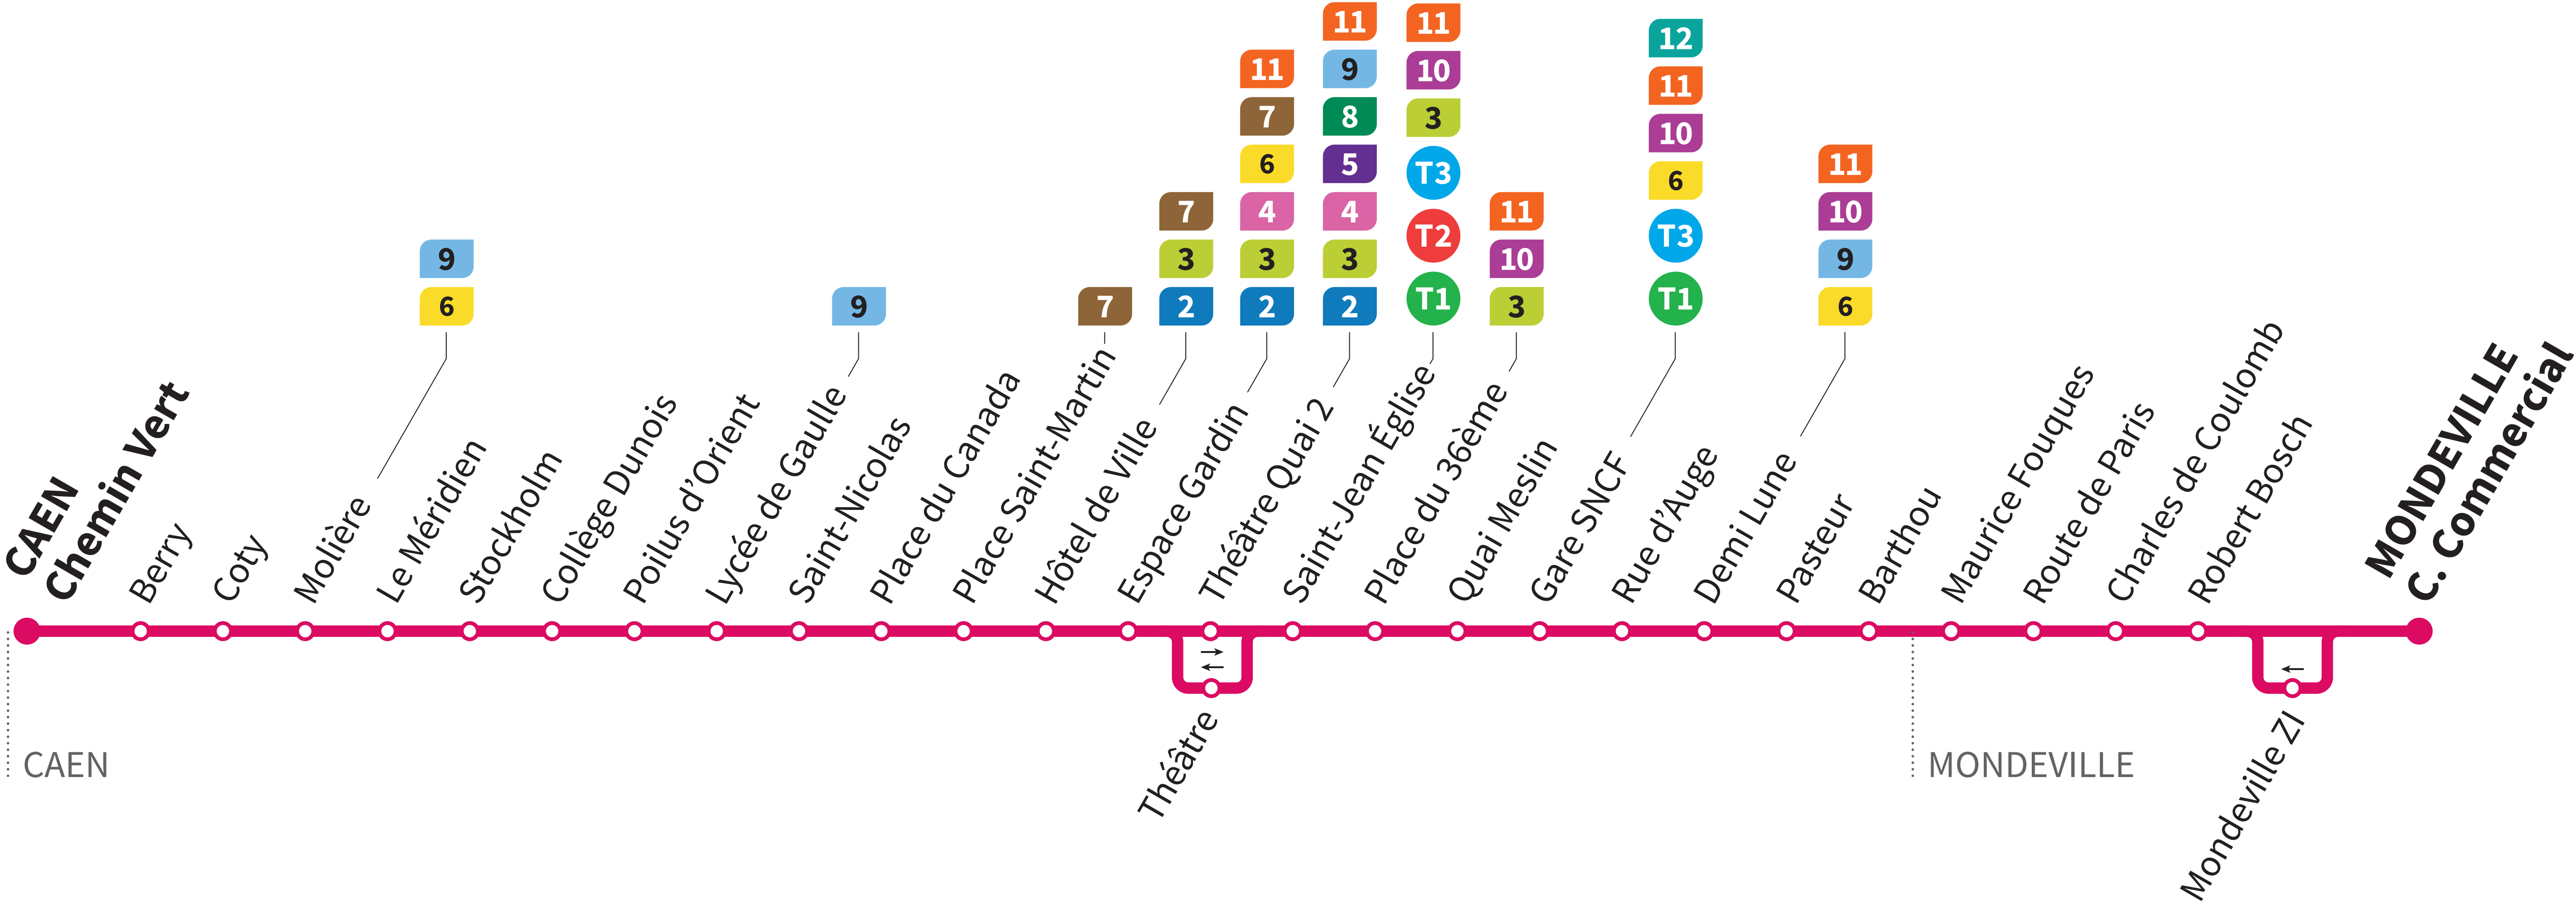 11
11
12
11
9
10
11
7
8
3
10
6
5
T3
6
11
7
4
4
T2
11
T3
10
9
3
3
3
10
9
6
9
7
2
2
2
T1
3
T1
6
CAEN
Chemin Vert
Berry
Coty
Molière
Le Méridien
Stockholm
Collège Dunois
Poilus d’Orient
Lycée de Gaulle
Saint-Nicolas
Place du Canada
Place Saint-Martin
Hôtel de Ville
Espace Gardin
Théâtre Quai 2
Saint-Jean Église
Place du 36ème
Quai Meslin
Gare SNCF
Rue d’Auge
Demi Lune
Pasteur
Barthou
Maurice Fouques
Route de Paris
Charles de Coulomb
Robert Bosch
MONDEVILLE
C. Commercial
Théâtre
Mondeville ZI
CAEN
MONDEVILLE